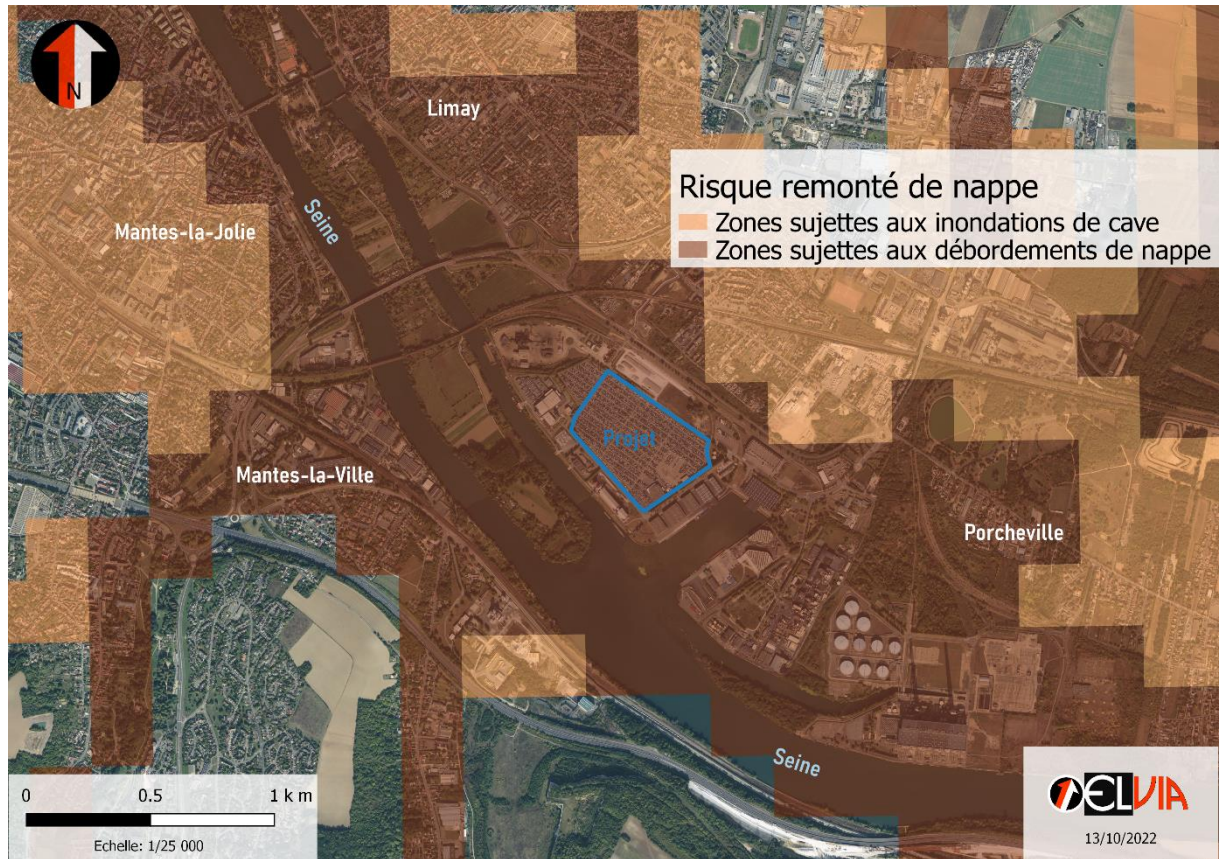 N
Limay
Risque remonté de nappe
Zones sujettes aux inondations de cave
Zones sujettes aux débordements de nappe
Mantes-la-Jolie
Seine
Projet
Mantes-la-Ville
Porcheville
Seine
0 0.5 1 km
Echelle: 1/25 000
ELVIA
13/10/2022